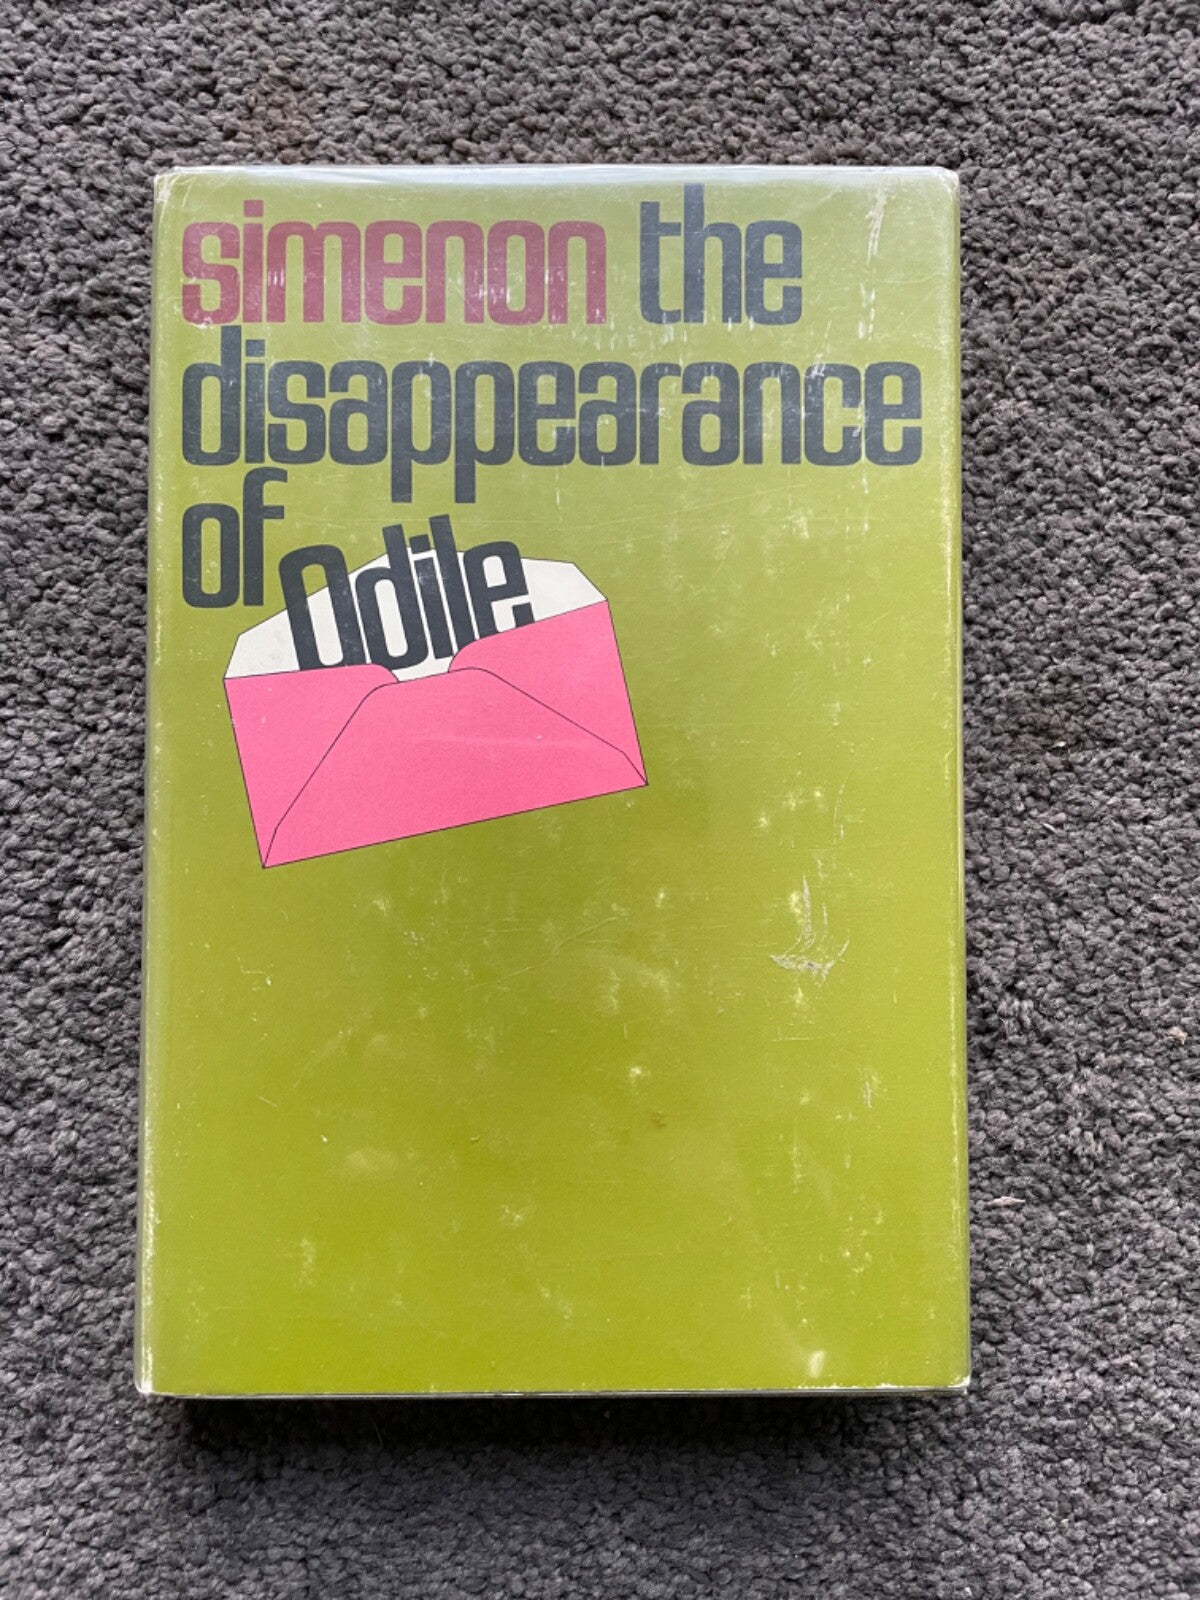 simenon the
disappearance
of Odile